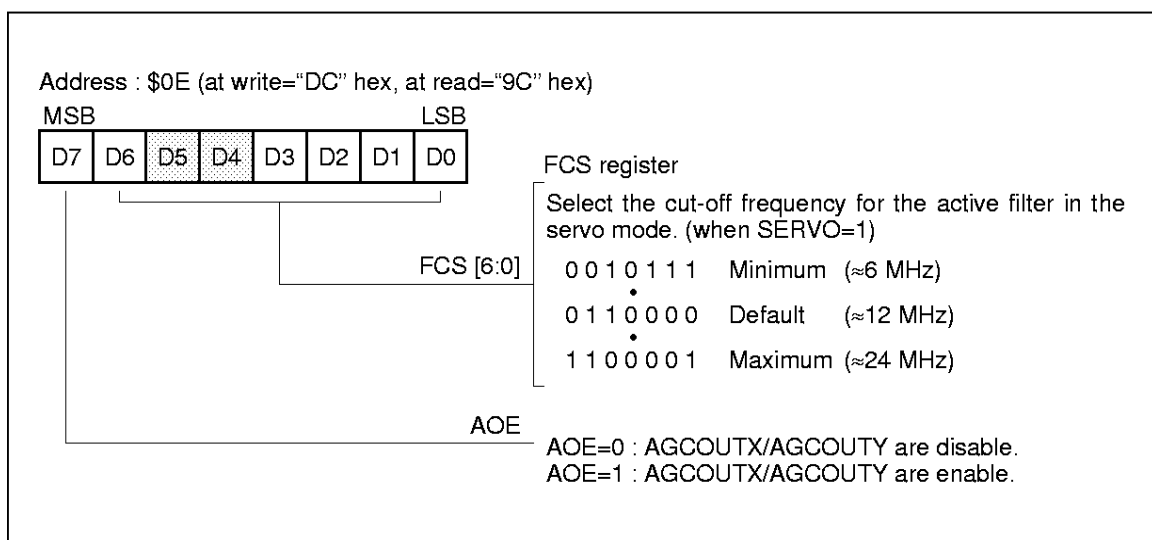 Address : $0E (at write=“DC” hex, at read=“9C” hex)
MSB LSB
D7 D6 D5 D4 D3 D2 D1 D0
FCS register
Select the cut-off frequency for the active filter in the
servo mode. (when SERVO=1)
FCS [6:0]
0 0 1 0 1 1 1 Minimum (≈6 MHz)
•
0 1 1 0 0 0 0 Default (≈12 MHz)
•
1 1 0 0 0 0 1 Maximum (≈24 MHz)
AOE
AOE=0 : AGCOUTX/AGCOUTY are disable.
AOE=1 : AGCOUTX/AGCOUTY are enable.